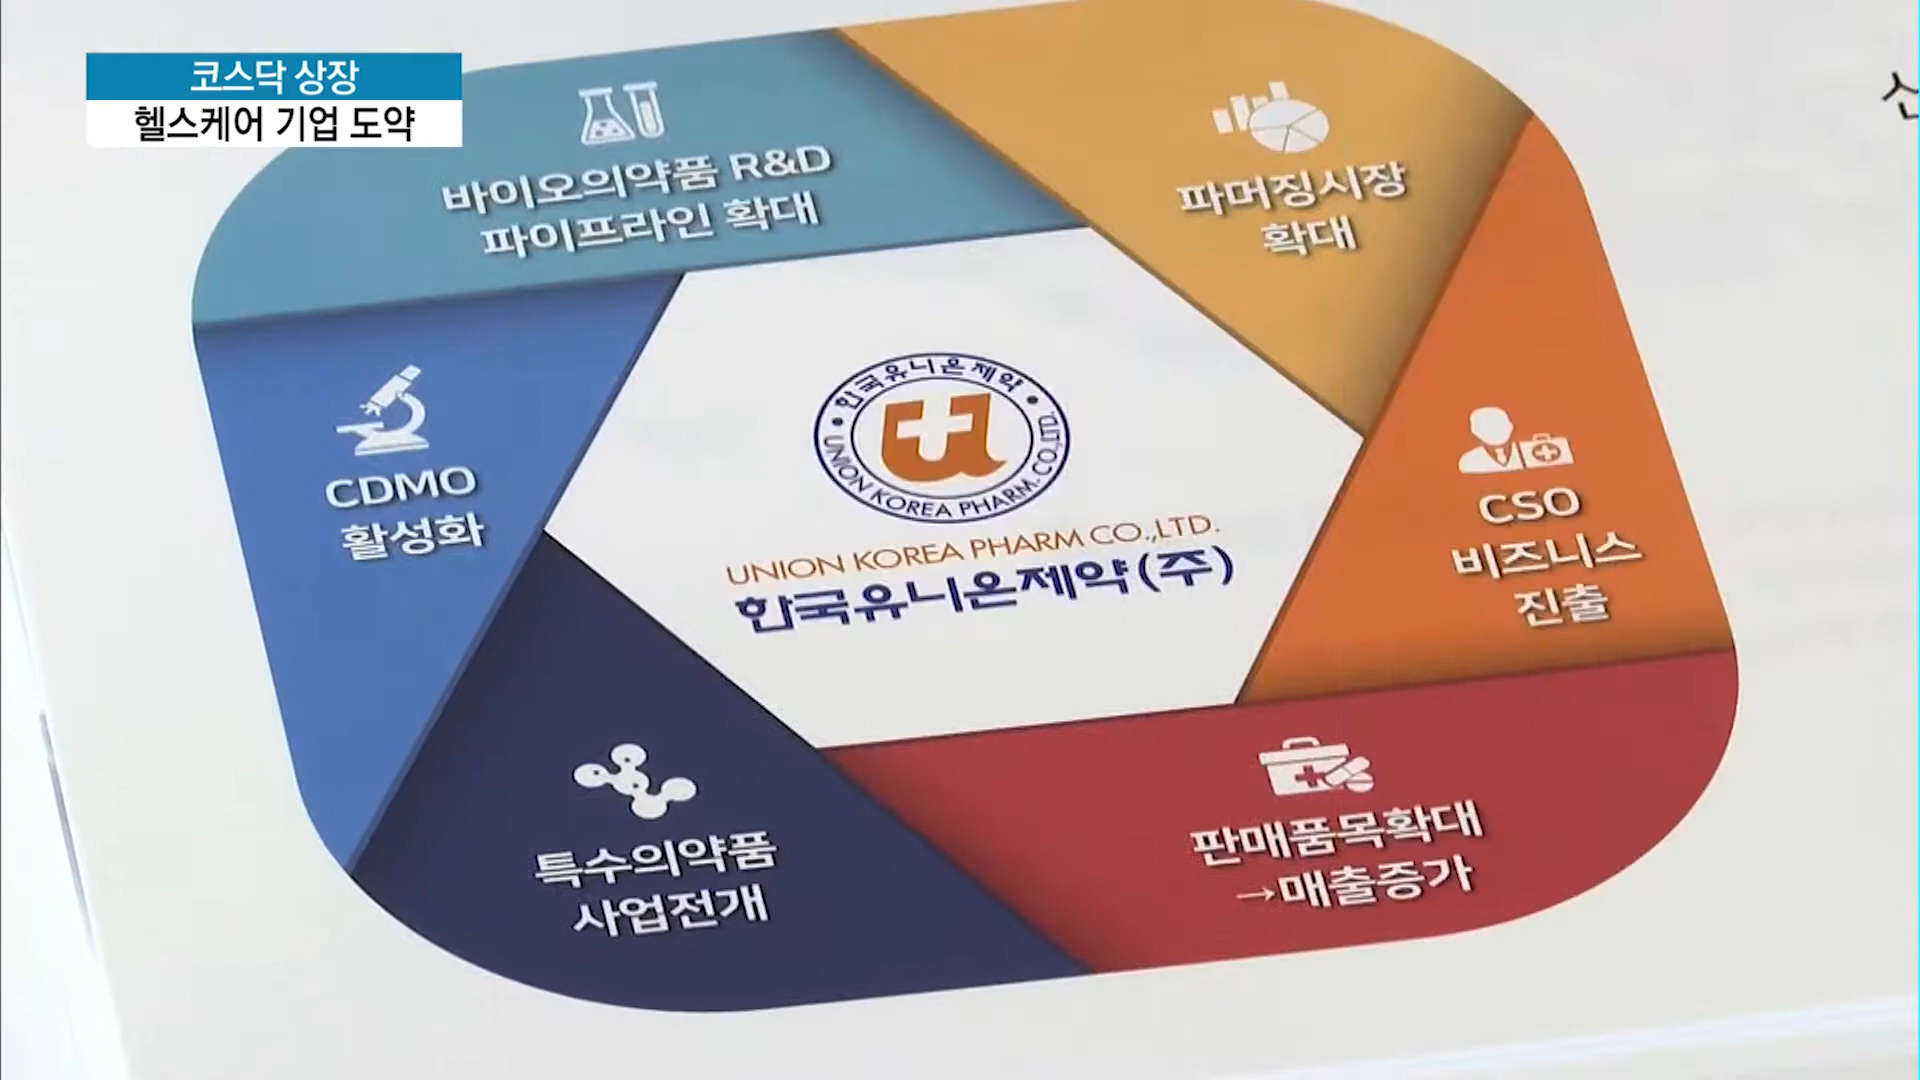 코스닥 상장
헬스케어 기업 도약
바이오의약품 R&D
파이프라인 확대
파머징시장
확대
CDMO
활성화
한국유니온제약
UNION KOREA PHARM. CO.,LTD.
UNION KOREA PHARM CO.,LTD.
한국유니온제약(주)
CSO
비즈니스
진출
특수의약품
사업전개
판매품목확대
→매출증가